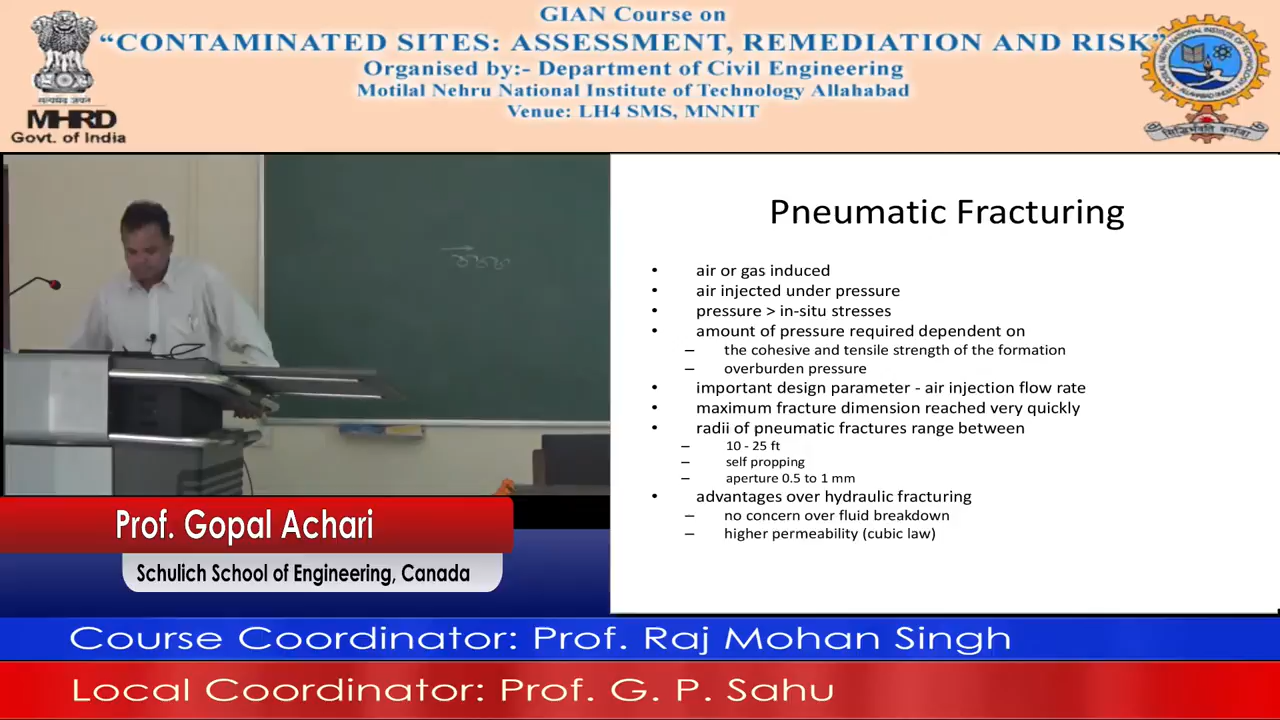 GIAN Course on
“CONTAMINATED SITES: ASSESSMENT, REMEDIATION AND RISK”
Organised by:- Department of Civil Engineering
Motilal Nehru National Institute of Technology Allahabad
Venue: LH4 SMS, MNNIT
सत्यमेव जयते
MHRD
Govt. of India
Pneumatic Fracturing
• air or gas induced
• air injected under pressure
• pressure > in-situ stresses
• amount of pressure required dependent on
– the cohesive and tensile strength of the formation
– overburden pressure
• important design parameter - air injection flow rate
• maximum fracture dimension reached very quickly
• radii of pneumatic fractures range between
– 10 - 25 ft
– self propping
– aperture 0.5 to 1 mm
• advantages over hydraulic fracturing
– no concern over fluid breakdown
– higher permeability (cubic law)
Prof. Gopal Achari
Schulich School of Engineering, Canada
Course Coordinator: Prof. Raj Mohan Singh
Local Coordinator: Prof. G. P. Sahu